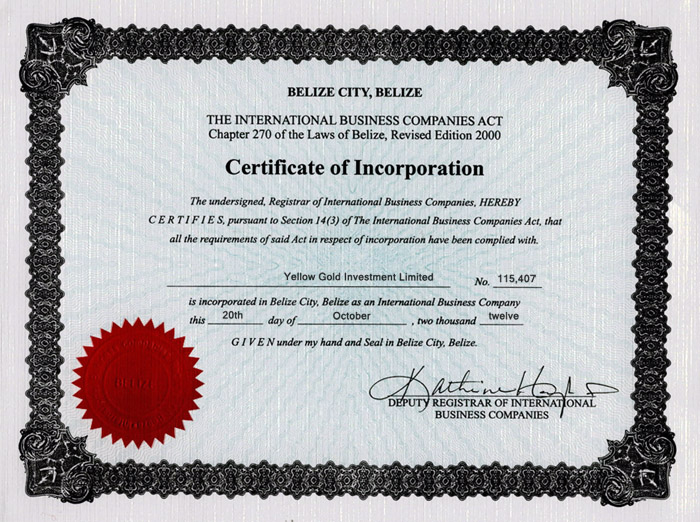 BELIZE CITY, BELIZE
THE INTERNATIONAL BUSINESS COMPANIES ACT
Chapter 270 of the Laws of Belize, Revised Edition 2000
Certificate of Incorporation
The undersigned, Registrar of International Business Companies, HEREBY
C E R T I F I E S, pursuant to Section 14(3) of The International Business Companies Act, that
all the requirements of said Act in respect of incorporation have been complied with.
Yellow Gold Investment Limited No. 115,407
is incorporated in Belize City, Belize as an International Business Company
this 20th day of October , two thousand twelve
G I V E N under my hand and Seal in Belize City, Belize.
BELIZE
DEPUTY REGISTRAR OF INTERNATIONAL
BUSINESS COMPANIES